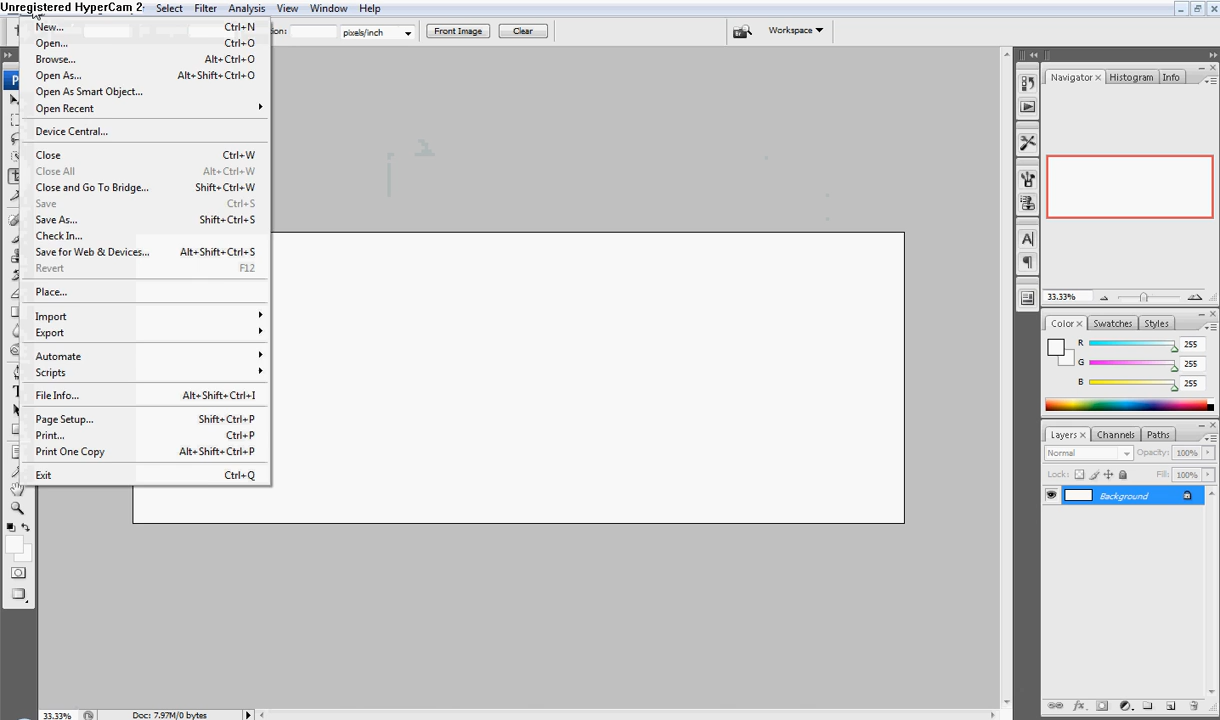 Unregistered HyperCam 2
Select Filter Analysis View Window Help
pixels/inch Front Image Clear Workspace
New... Ctrl+N
Open... Ctrl+O
Browse... Alt+Ctrl+O
Open As... Alt+Shift+Ctrl+O
Open As Smart Object...
Open Recent
Device Central...
Close Ctrl+W
Close All Alt+Ctrl+W
Close and Go To Bridge... Shift+Ctrl+W
Save Ctrl+S
Save As... Shift+Ctrl+S
Check In...
Save for Web & Devices... Alt+Shift+Ctrl+S
Revert F12
Place...
Import
Export
Automate
Scripts
File Info... Alt+Shift+Ctrl+I
Page Setup... Shift+Ctrl+P
Print... Ctrl+P
Print One Copy Alt+Shift+Ctrl+P
Exit Ctrl+Q
Navigator Histogram Info
33.33%
Color Swatches Styles
R 255
G 255
B 255
Layers Channels Paths
Normal Opacity: 100%
Lock: Fill: 100%
Background
33.33% Doc: 7.97M/0 bytes